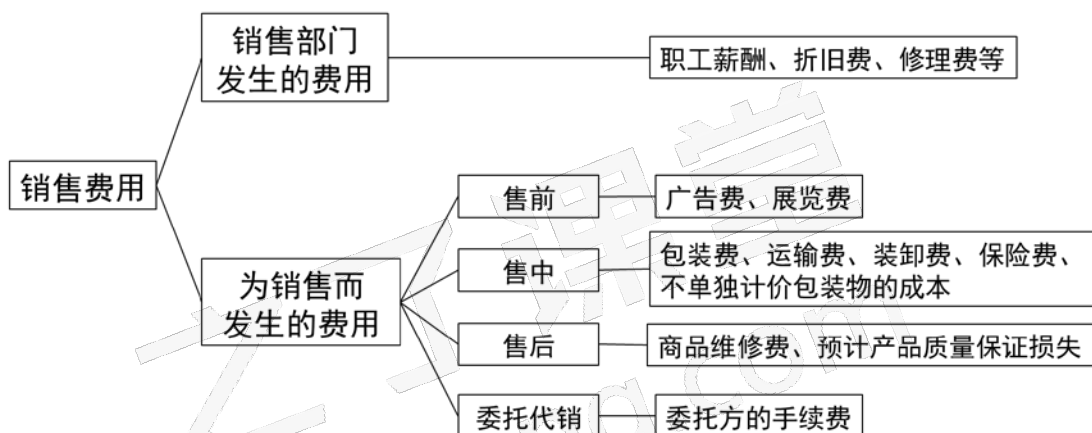 销售部门
发生的费用
职工薪酬、折旧费、修理费等
销售费用
售前
广告费、展览费
为销售而
发生的费用
售中
包装费、运输费、装卸费、保险费、
不单独计价包装物的成本
售后
商品维修费、预计产品质量保证损失
委托代销
委托方的手续费